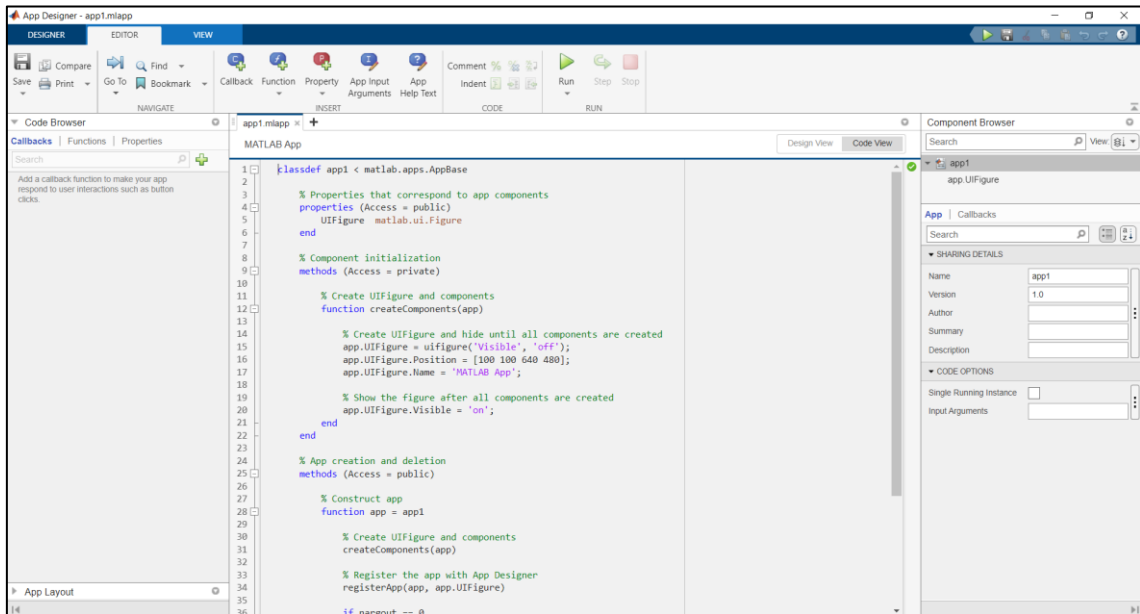 App Designer - app1.mlapp
DESIGNER EDITOR VIEW
Save
Compare
Print
Go To
Find
Bookmark
NAVIGATE
Callback
Function
Property
App Input
Arguments
App
Help Text
INSERT
Comment
Indent
CODE
Run
Step
Stop
RUN
Code Browser
Callbacks | Functions | Properties
Search
Add a callback function to make your app
respond to user interactions such as button
clicks.
App Layout
app1.mlapp
MATLAB App
Design View Code View
1 classdef app1 < matlab.apps.AppBase
2
3 % Properties that correspond to app components
4 properties (Access = public)
5 UIFigure matlab.ui.Figure
6 end
7
8 % Component initialization
9 methods (Access = private)
10
11 % Create UIFigure and components
12 function createComponents(app)
13
14 % Create UIFigure and hide until all components are created
15 app.UIFigure = uifigure('Visible', 'off');
16 app.UIFigure.Position = [100 100 640 480];
17 app.UIFigure.Name = 'MATLAB App';
18
19 % Show the figure after all components are created
20 app.UIFigure.Visible = 'on';
21 end
22 end
23
24 % App creation and deletion
25 methods (Access = public)
26
27 % Construct app
28 function app = app1
29
30 % Create UIFigure and components
31 createComponents(app)
32
33 % Register the app with App Designer
34 registerApp(app, app.UIFigure)
35
36 if nargout == 0
Component Browser
Search
View:
app1
app.UIFigure
App | Callbacks
Search
SHARING DETAILS
Name app1
Version 1.0
Author
Summary
Description
CODE OPTIONS
Single Running Instance
Input Arguments